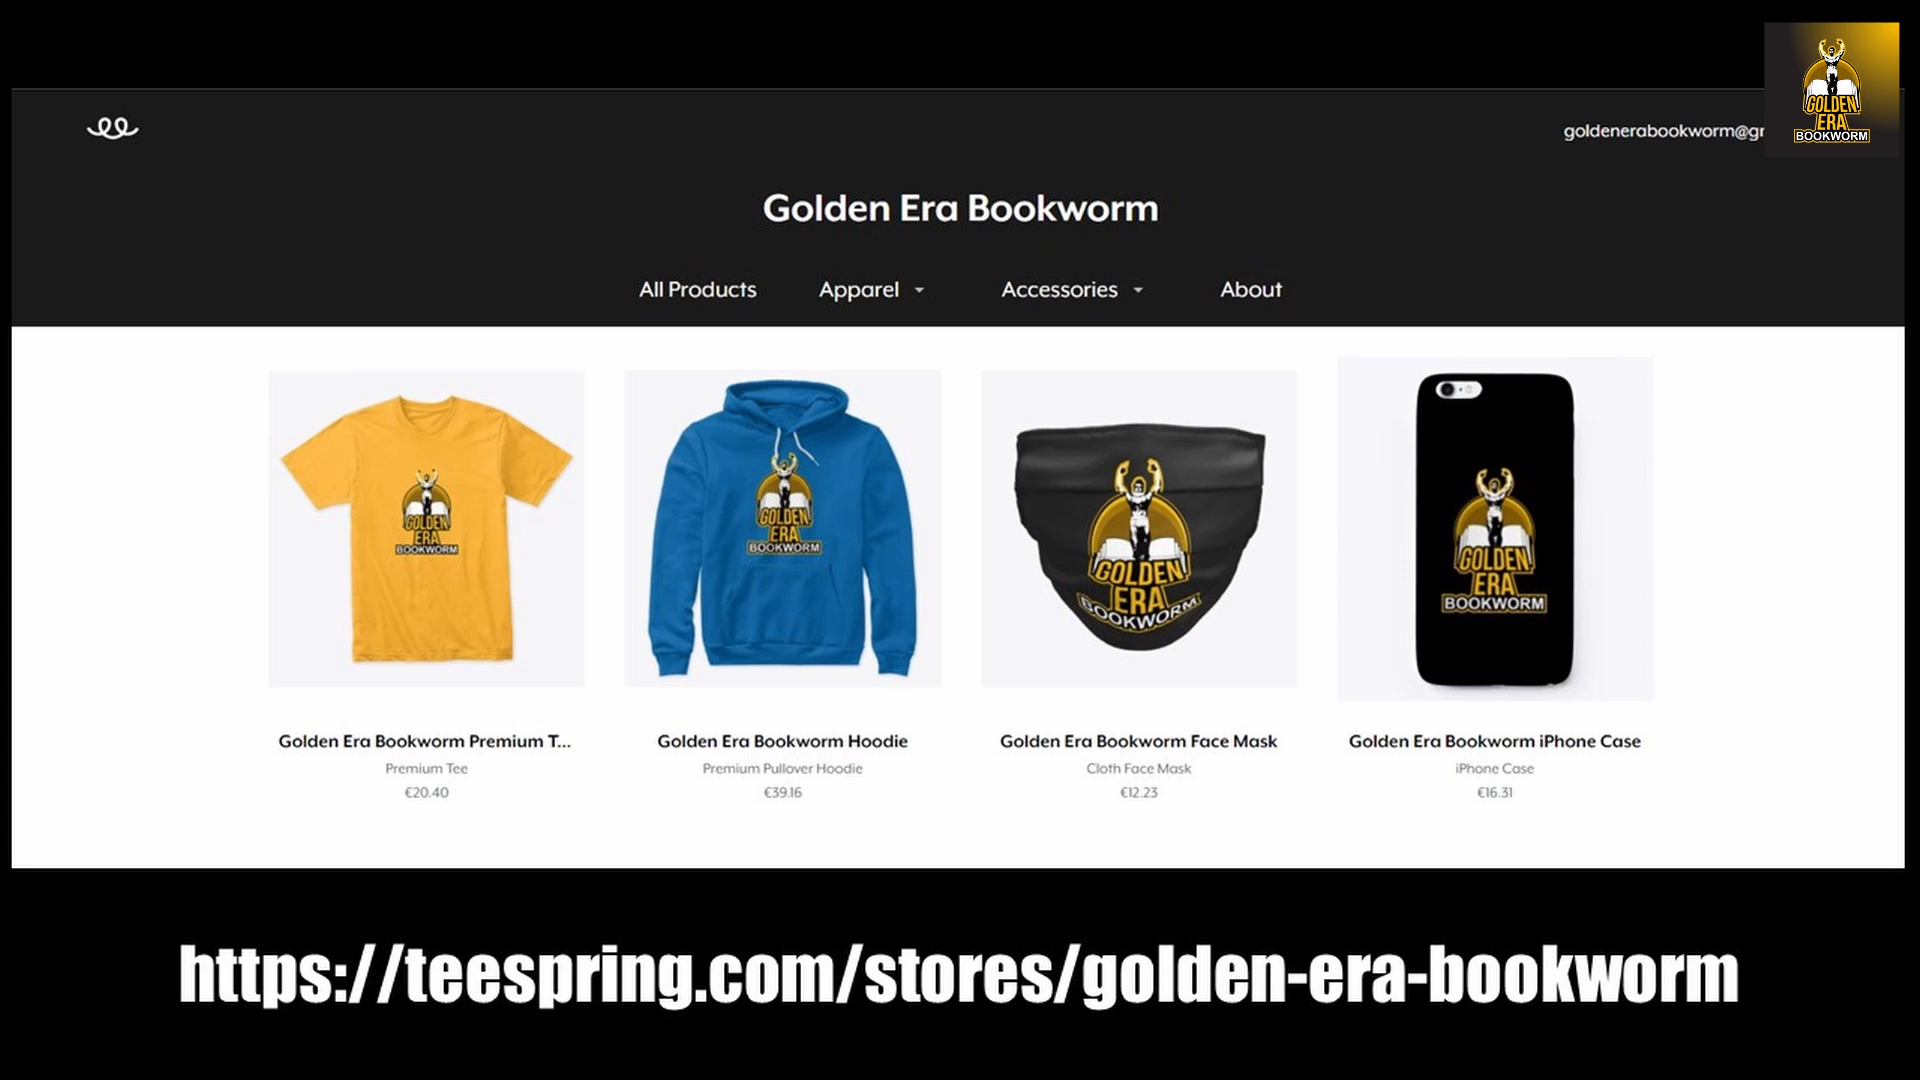 GOLDEN
ERA
BOOKWORM
goldenerabookworm@gr
Golden Era Bookworm
All Products
Apparel
Accessories
About
GOLDEN
ERA
BOOKWORM
GOLDEN
ERA
BOOKWORM
GOLDEN
ERA
BOOKWORM
GOLDEN
ERA
BOOKWORM
Golden Era Bookworm Premium T...
Premium Tee
€20.40
Golden Era Bookworm Hoodie
Premium Pullover Hoodie
€39.16
Golden Era Bookworm Face Mask
Cloth Face Mask
€12.23
Golden Era Bookworm iPhone Case
iPhone Case
€16.31
https://teespring.com/stores/golden-era-bookworm